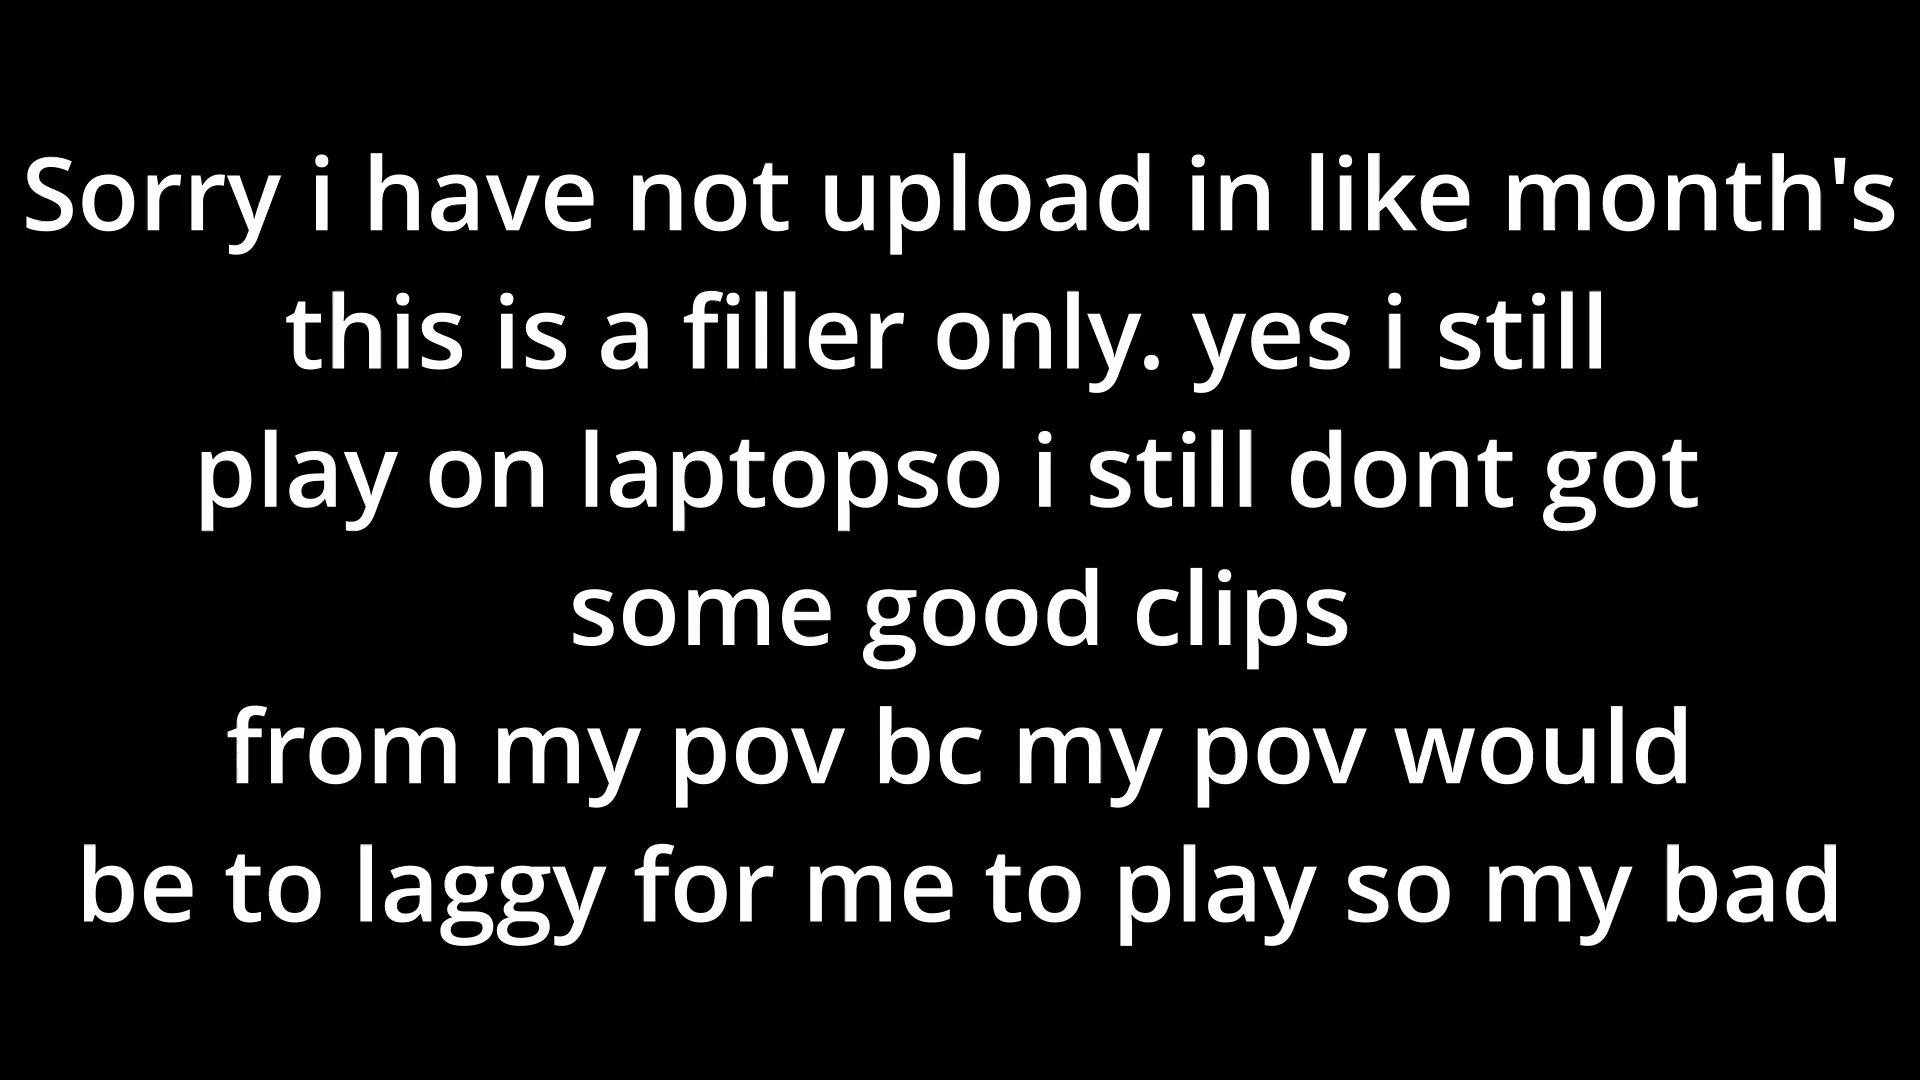 Sorry i have not upload in like month's
this is a filler only. yes i still
play on laptopso i still dont got
some good clips
from my pov bc my pov would
be to laggy for me to play so my bad